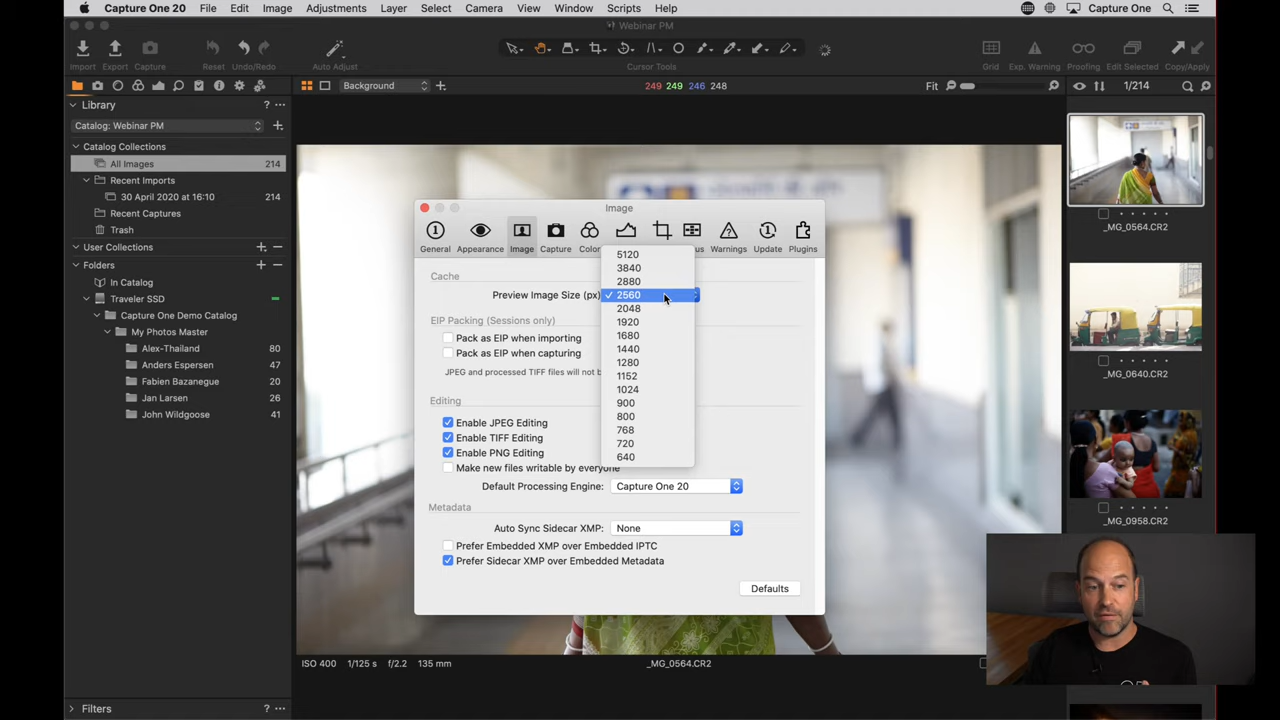 Capture One 20 File Edit Image Adjustments Layer Select Camera View Window Scripts Help Capture One
Webinar PM
Import Export Capture Reset Undo/Redo Auto Adjust Cursor Tools Grid Exp. Warning Proofing Edit Selected Copy/Apply
Background 249 249 246 248 Fit 1/214
Library ? ...
Catalog: Webinar PM
Catalog Collections
All Images 214
Recent Imports
30 April 2020 at 16:10 214
Recent Captures
Trash
User Collections
Folders
In Catalog
Traveler SSD
Capture One Demo Catalog
My Photos Master
Alex-Thailand 80
Anders Espersen 47
Fabien Bazanegue 20
Jan Larsen 26
John Wildgoose 41
Filters ? ...
Image
General Appearance Image Capture Color Warnings Update Plugins
Cache
Preview Image Size (px)
5120
3840
2880
✓ 2560
2048
1920
1680
1440
1280
1152
1024
900
800
768
720
640
EIP Packing (Sessions only)
Pack as EIP when importing
Pack as EIP when capturing
JPEG and processed TIFF files will not b
Editing
Enable JPEG Editing
Enable TIFF Editing
Enable PNG Editing
Make new files writable by everyone
Default Processing Engine: Capture One 20
Metadata
Auto Sync Sidecar XMP: None
Prefer Embedded XMP over Embedded IPTC
Prefer Sidecar XMP over Embedded Metadata
Defaults
ISO 400 1/125 s f/2.2 135 mm _MG_0564.CR2
_MG_0564.CR2
_MG_0640.CR2
_MG_0958.CR2